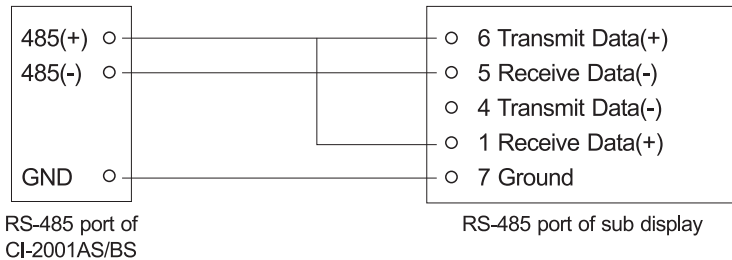 485(+)
485(-)
GND
6 Transmit Data(+)
5 Receive Data(-)
4 Transmit Data(-)
1 Receive Data(+)
7 Ground
RS-485 port of
CI-2001AS/BS
RS-485 port of sub display